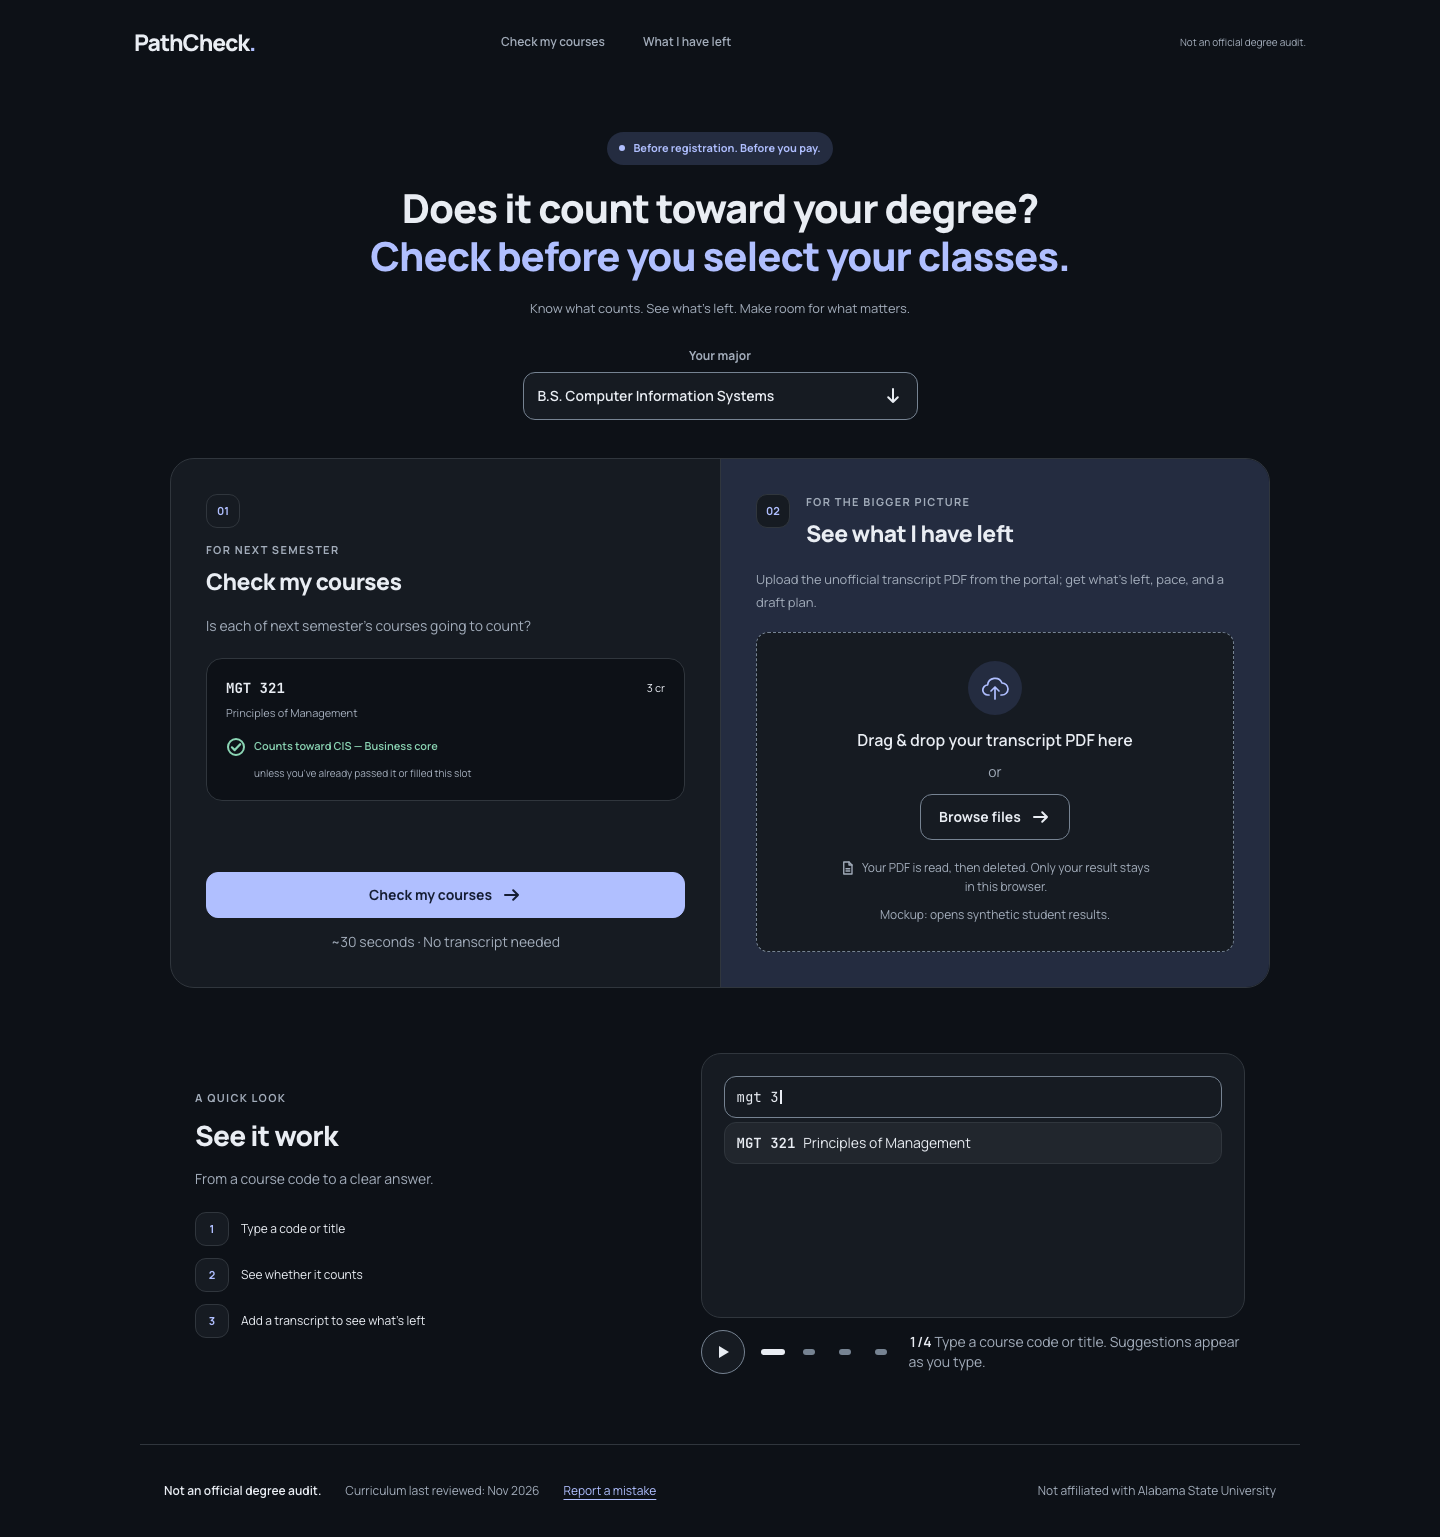 PathCheck.
Check my courses
What I have left
Not an official degree audit.
Before registration. Before you pay.
Does it count toward your degree?
Check before you select your classes.
Know what counts. See what's left. Make room for what matters.
Your major
B.S. Computer Information Systems
01
FOR NEXT SEMESTER
Check my courses
Is each of next semester's courses going to count?
MGT 321
3 cr
Principles of Management
Counts toward CIS — Business core
unless you've already passed it or filled this slot
Check my courses
~30 seconds · No transcript needed
02
FOR THE BIGGER PICTURE
See what I have left
Upload the unofficial transcript PDF from the portal; get what's left, pace, and a
draft plan.
Drag & drop your transcript PDF here
or
Browse files
Your PDF is read, then deleted. Only your result stays
in this browser.
Mockup: opens synthetic student results.
A QUICK LOOK
See it work
From a course code to a clear answer.
1
Type a code or title
2
See whether it counts
3
Add a transcript to see what's left
mgt 3
MGT 321 Principles of Management
1/4 Type a course code or title. Suggestions appear
as you type.
Not an official degree audit.
Curriculum last reviewed: Nov 2026
Report a mistake
Not affiliated with Alabama State University